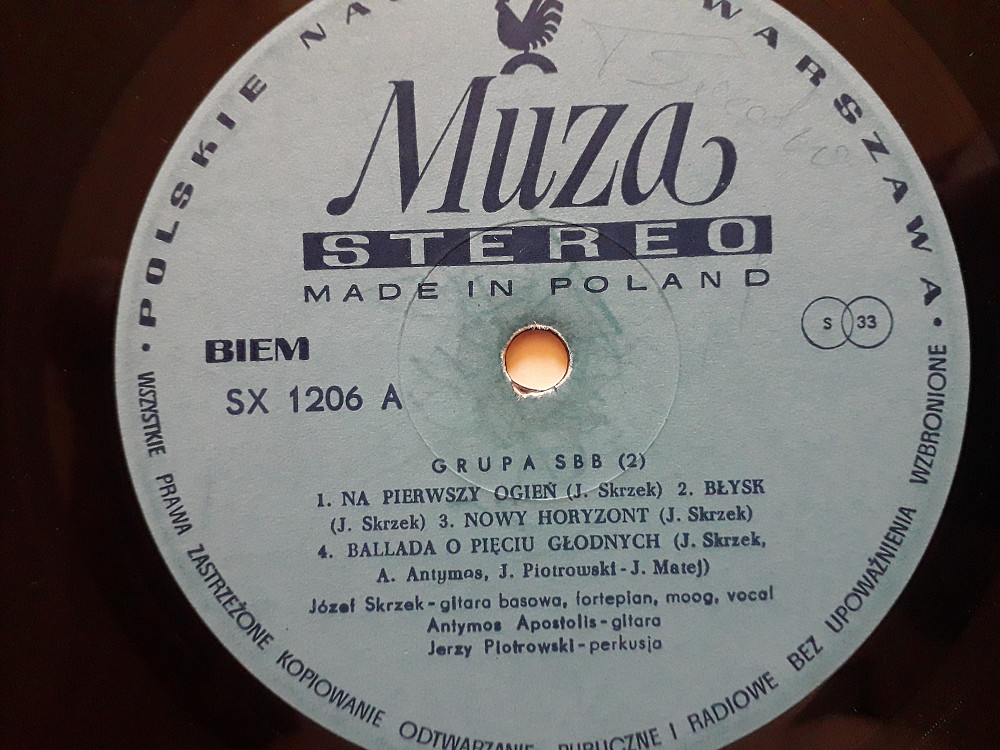 • POLSKIE WARSZAWA •
Muza
STEREO
MADE IN POLAND
BIEM
S 33
SX 1206 A
GRUPA SBB (2)
1. NA PIERWSZY OGIEŃ (J. Skrzek) 2. BŁYSK
(J. Skrzek) 3. NOWY HORYZONT (J. Skrzek)
4. BALLADA O PIĘCIU GŁODNYCH (J. Skrzek,
A. Antymos, J. Piotrowski - J. Matej)
Józef Skrzek - gitara basowa, fortepian, moog, vocal
Antymos Apostolis - gitara
Jerzy Piotrowski - perkusja
WSZYSTKIE PRAWA ZASTRZEŻONE KOPIOWANIE ODTWARZANIE PUBLICZNE I RADIOWE BEZ UPOWAŻNIENIA WZBRONIONE